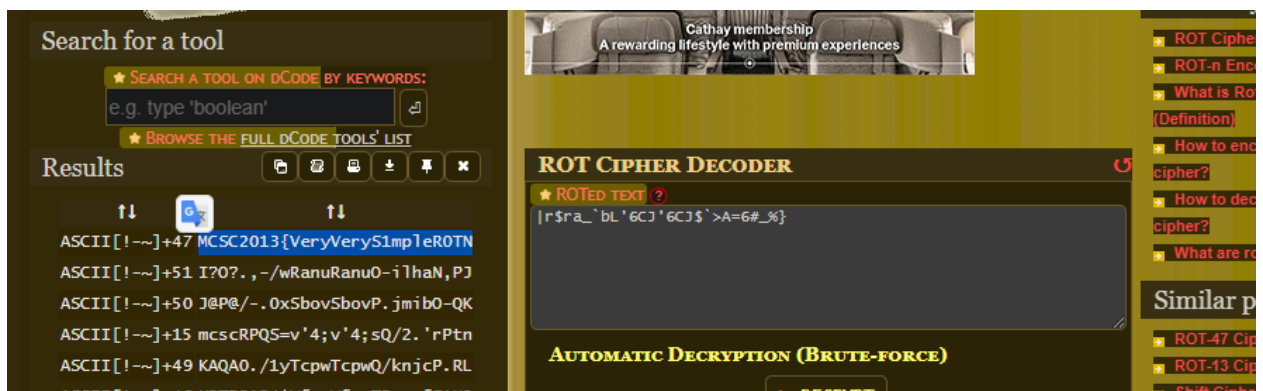 Search for a tool
★ SEARCH A TOOL ON DCODE BY KEYWORDS:
e.g. type 'boolean'
★ BROWSE THE FULL DCODE TOOLS' LIST
Results
ASCII[!-~]+47 MCSC2013{VeryVeryS1mpleROTN
ASCII[!-~]+51 I?O?.,-/wRanuRanuO-ilhaN,PJ
ASCII[!-~]+50 J@P@/-.0xSbovSbovP.jmibO-QK
ASCII[!-~]+15 mcscRPQS=v'4;v'4;sQ/2.'rPtn
ASCII[!-~]+49 KAQA0./1yTcpwTcpwQ/knjcP.RL
Cathay membership
A rewarding lifestyle with premium experiences
ROT CIPHER DECODER
★ ROTED TEXT ?
|r$ra_`bL'6CJ'6CJ$`>A=6#_%}
AUTOMATIC DECRYPTION (BRUTE-FORCE)
ROT Ciphe
ROT-n Enc
What is Ro
(Definition)
How to enc
cipher?
How to dec
cipher?
What are ro
Similar p
ROT-47 Cip
ROT-13 Cip